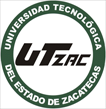 UNIVERSIDAD TECNOLÓGICA
UTZAC
DEL ESTADO DE ZACATECAS